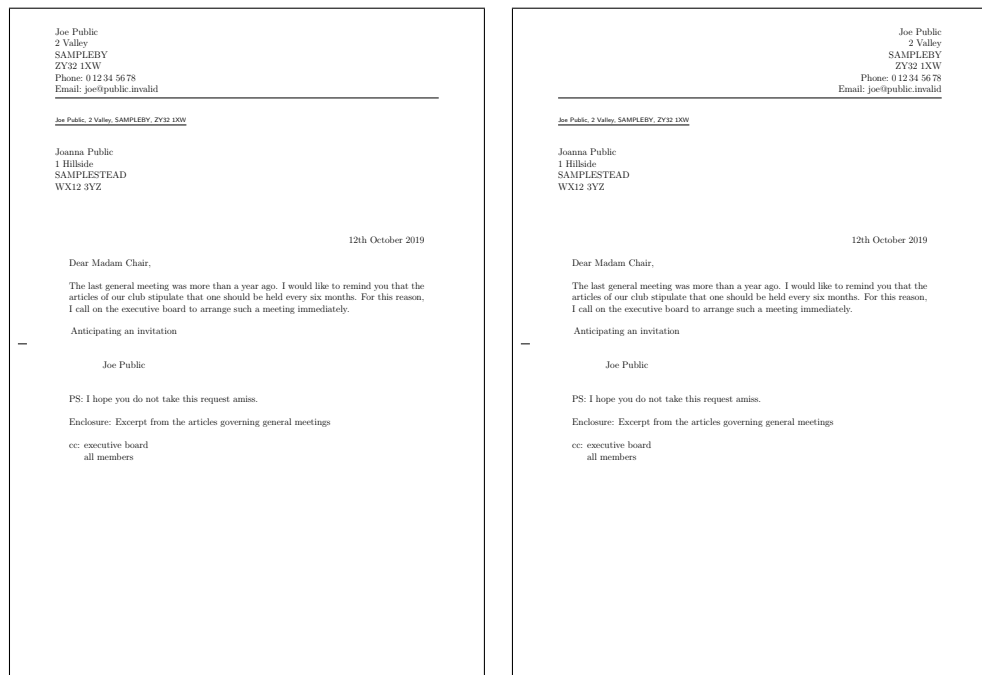 Joe Public
2 Valley
SAMPLEBY
ZY32 1XW
Phone: 0 12 34 56 78
Email: joe@public.invalid
Joe Public, 2 Valley, SAMPLEBY, ZY32 1XW
Joanna Public
1 Hillside
SAMPLESTEAD
WX12 3YZ
12th October 2019
Dear Madam Chair,
The last general meeting was more than a year ago. I would like to remind you that the
articles of our club stipulate that one should be held every six months. For this reason,
I call on the executive board to arrange such a meeting immediately.
Anticipating an invitation
Joe Public
PS: I hope you do not take this request amiss.
Enclosure: Excerpt from the articles governing general meetings
cc: executive board
all members
Joe Public
2 Valley
SAMPLEBY
ZY32 1XW
Phone: 0 12 34 56 78
Email: joe@public.invalid
Joe Public, 2 Valley, SAMPLEBY, ZY32 1XW
Joanna Public
1 Hillside
SAMPLESTEAD
WX12 3YZ
12th October 2019
Dear Madam Chair,
The last general meeting was more than a year ago. I would like to remind you that the
articles of our club stipulate that one should be held every six months. For this reason,
I call on the executive board to arrange such a meeting immediately.
Anticipating an invitation
Joe Public
PS: I hope you do not take this request amiss.
Enclosure: Excerpt from the articles governing general meetings
cc: executive board
all members